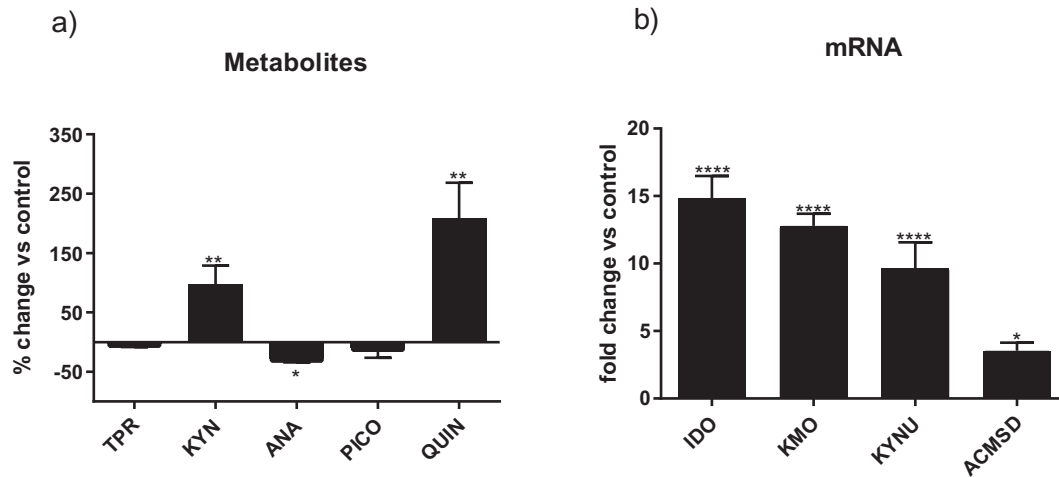 a)
Metabolites
% change vs control
350
250
150
50
-50
**
*
**
TPR
KYN
ANA
PICO
QUIN
b)
mRNA
fold change vs control
20
15
10
5
0
****
****
****
*
IDO
KMO
KYNU
ACMSD